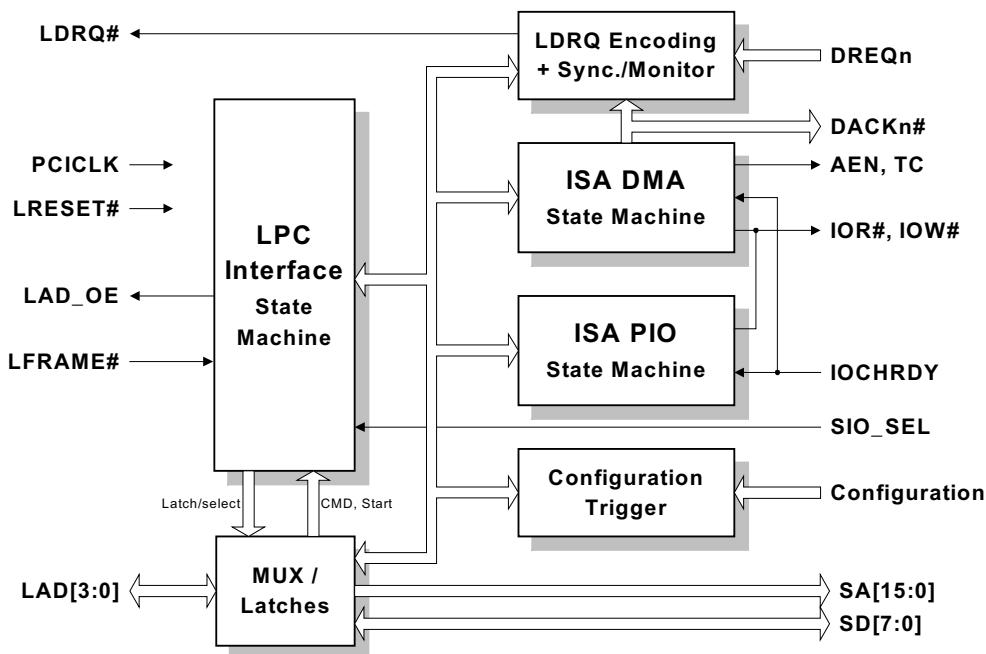 LDRQ#
LDRQ Encoding
+ Sync./Monitor
DREQn
DACKn#
PCICLK
LRESET#
LAD_OE
LFRAME#
LPC
Interface
State
Machine
ISA DMA
State Machine
AEN, TC
IOR#, IOW#
ISA PIO
State Machine
IOCHRDY
SIO_SEL
Configuration
Trigger
Configuration
Latch/select
CMD, Start
LAD[3:0]
MUX /
Latches
SA[15:0]
SD[7:0]